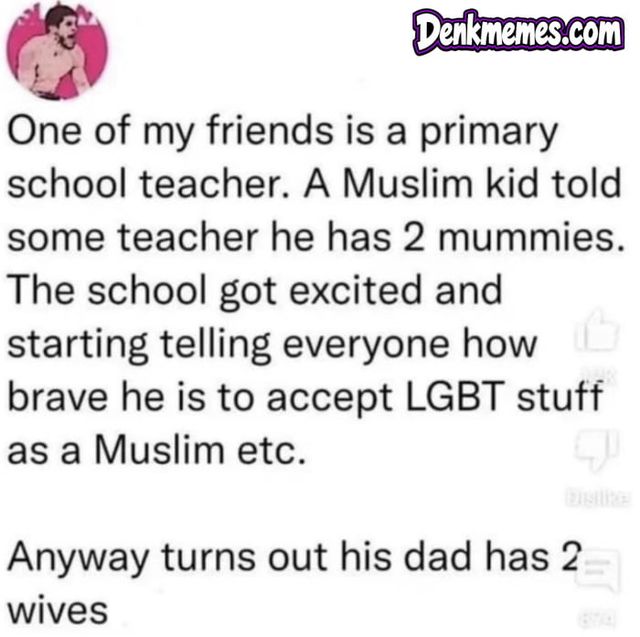 Denkmemes.com
One of my friends is a primary
school teacher. A Muslim kid told
some teacher he has 2 mummies.
The school got excited and
starting telling everyone how
brave he is to accept LGBT stuff
as a Muslim etc.
Dislike
Anyway turns out his dad has 2
wives